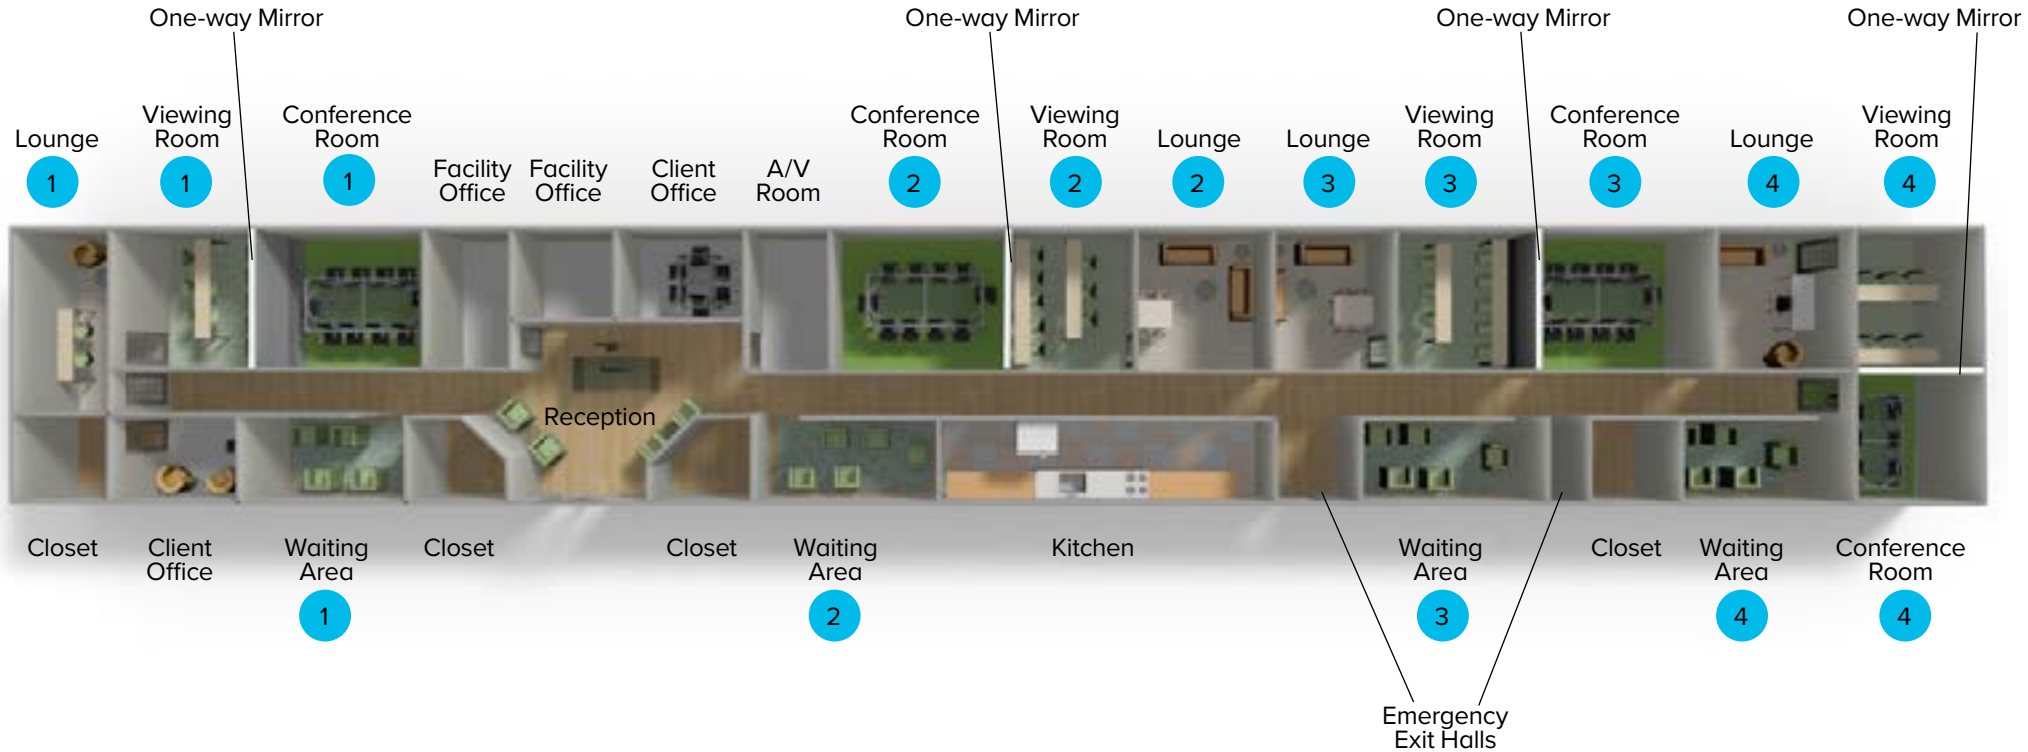 One-way Mirror
One-way Mirror
One-way Mirror
One-way Mirror
Lounge
1
Viewing
Room
1
Conference
Room
1
Facility
Office
Facility
Office
Client
Office
A/V
Room
Conference
Room
2
Viewing
Room
2
Lounge
2
Lounge
3
Viewing
Room
3
Conference
Room
3
Lounge
4
Viewing
Room
4
Reception
Closet
Client
Office
Waiting
Area
1
Closet
Closet
Waiting
Area
2
Kitchen
Waiting
Area
3
Closet
Waiting
Area
4
Conference
Room
4
Emergency
Exit Halls